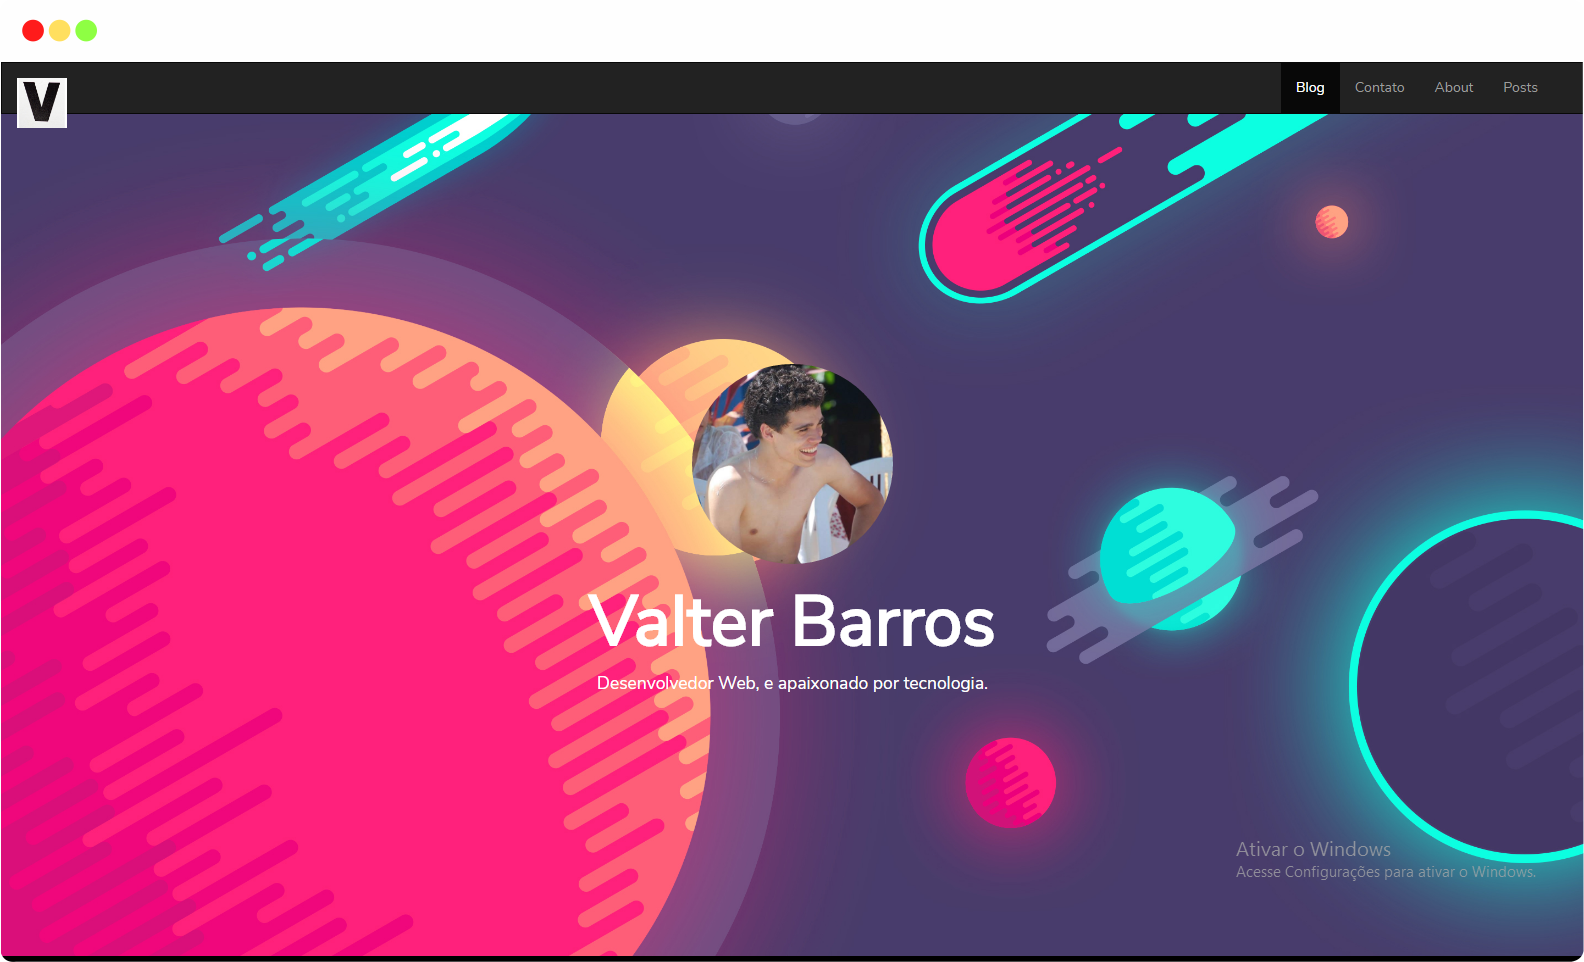 V
Blog
Contato
About
Posts
Valter Barros
Desenvolvedor Web, e apaixonado por tecnologia.
Ativar o Windows
Acesse Configurações para ativar o Windows.